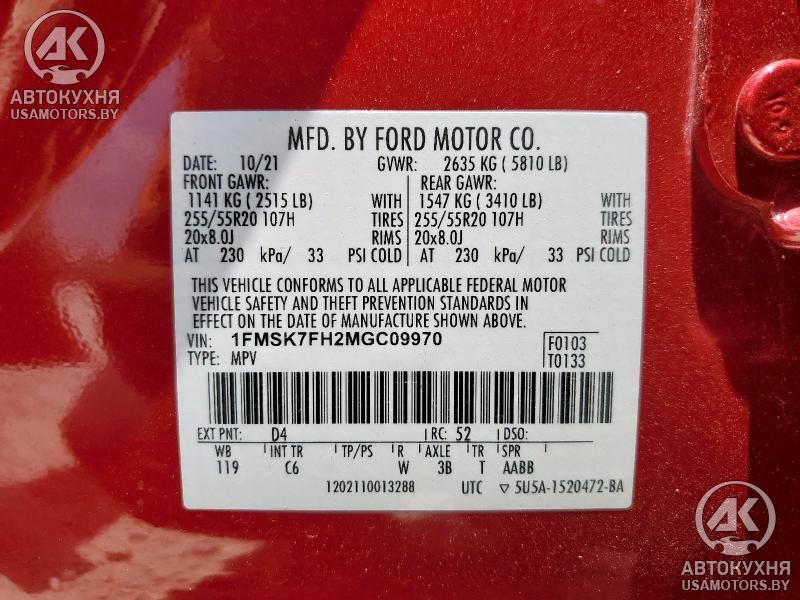 AK
АВТОКУХНЯ
USAMOTORS.BY
10.9
MFD. BY FORD MOTOR CO.
DATE: 10/21 GVWR: 2635 KG ( 5810 LB)
FRONT GAWR: REAR GAWR:
1141 KG ( 2515 LB) WITH 1547 KG ( 3410 LB) WITH
255/55R20 107H TIRES 255/55R20 107H TIRES
20x8.0J RIMS 20x8.0J RIMS
AT 230 kPa/ 33 PSI COLD AT 230 kPa/ 33 PSI COLD
THIS VEHICLE CONFORMS TO ALL APPLICABLE FEDERAL MOTOR
VEHICLE SAFETY AND THEFT PREVENTION STANDARDS IN
EFFECT ON THE DATE OF MANUFACTURE SHOWN ABOVE.
VIN: 1FMSK7FH2MGC09970 F0103
TYPE: MPV T0133
EXT PNT: D4 RC: 52 DSO:
WB INT TR TP/PS R AXLE TR SPR
119 C6 W 3B T AABB
1202110013288 UTC ▽ 5U5A-1520472-BA
AK
АВТОКУХНЯ
USAMOTORS.BY